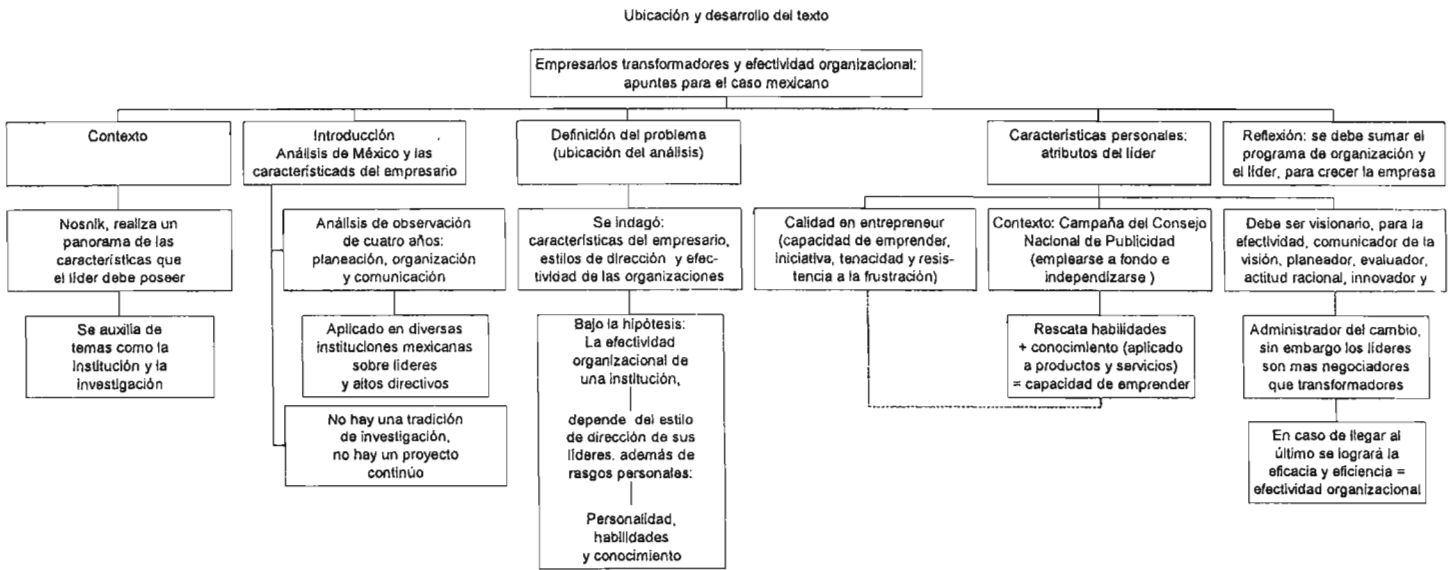 Ubicación y desarrollo del texto
Empresarios transformadores y efectividad organizacional:
apuntes para el caso mexicano
Contexto
Introducción
Análisis de México y las
característicads del empresario
Definición del problema
(ubicación del análisis)
Características personales:
atributos del líder
Reflexión: se debe sumar el
programa de organización y
el líder, para crecer la empresa
Nosnik, realiza un
panorama de las
características que
el líder debe poseer
Se auxilia de
temas como la
institución y la
investigación
Análisis de observación
de cuatro años:
planeación, organización
y comunicación
Aplicado en diversas
instituciones mexicanas
sobre líderes
y altos directivos
No hay una tradición
de investigación,
no hay un proyecto
continúo
Se indagó:
características del empresario,
estilos de dirección y efec-
tividad de las organizaciones
Bajo la hipótesis:
La efectividad
organizacional de
una institución,
depende del estilo
de dirección de sus
líderes, además de
rasgos personales:
Personalidad,
habilidades
y conocimiento
Calidad en entrepreneur
(capacidad de emprender,
iniciativa, tenacidad y resis-
tencia a la frustración)
Contexto: Campaña del Consejo
Nacional de Publicidad
(emplearse a fondo e
independizarse )
Rescata habilidades
+ conocimiento (aplicado
a productos y servicios)
= capacidad de emprender
Debe ser visionario, para la
efectividad, comunicador de la
visión, planeador, evaluador,
actitud racional, innovador y
Administrador del cambio,
sin embargo los líderes
son mas negociadores
que transformadores
En caso de llegar al
último se logrará la
eficacia y eficiencia =
efectividad organizacional